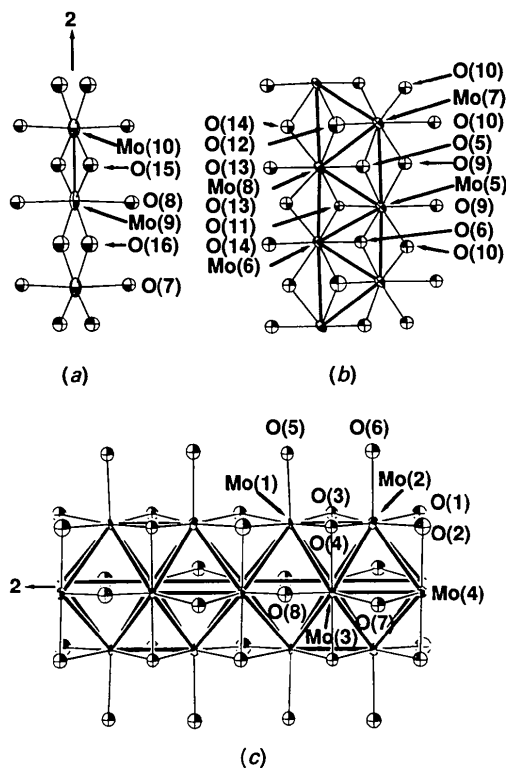 2
Mo(10)
O(15)
O(8)
Mo(9)
O(16)
O(7)
(a)
O(10)
Mo(7)
O(14)
O(10)
O(12)
O(5)
O(13)
O(9)
Mo(8)
Mo(5)
O(13)
O(9)
O(11)
O(6)
O(14)
O(10)
Mo(6)
(b)
O(5) O(6)
Mo(1) O(3) Mo(2)
O(1)
O(2)
O(4)
2
Mo(4)
O(8) O(7)
Mo(3)
(c)